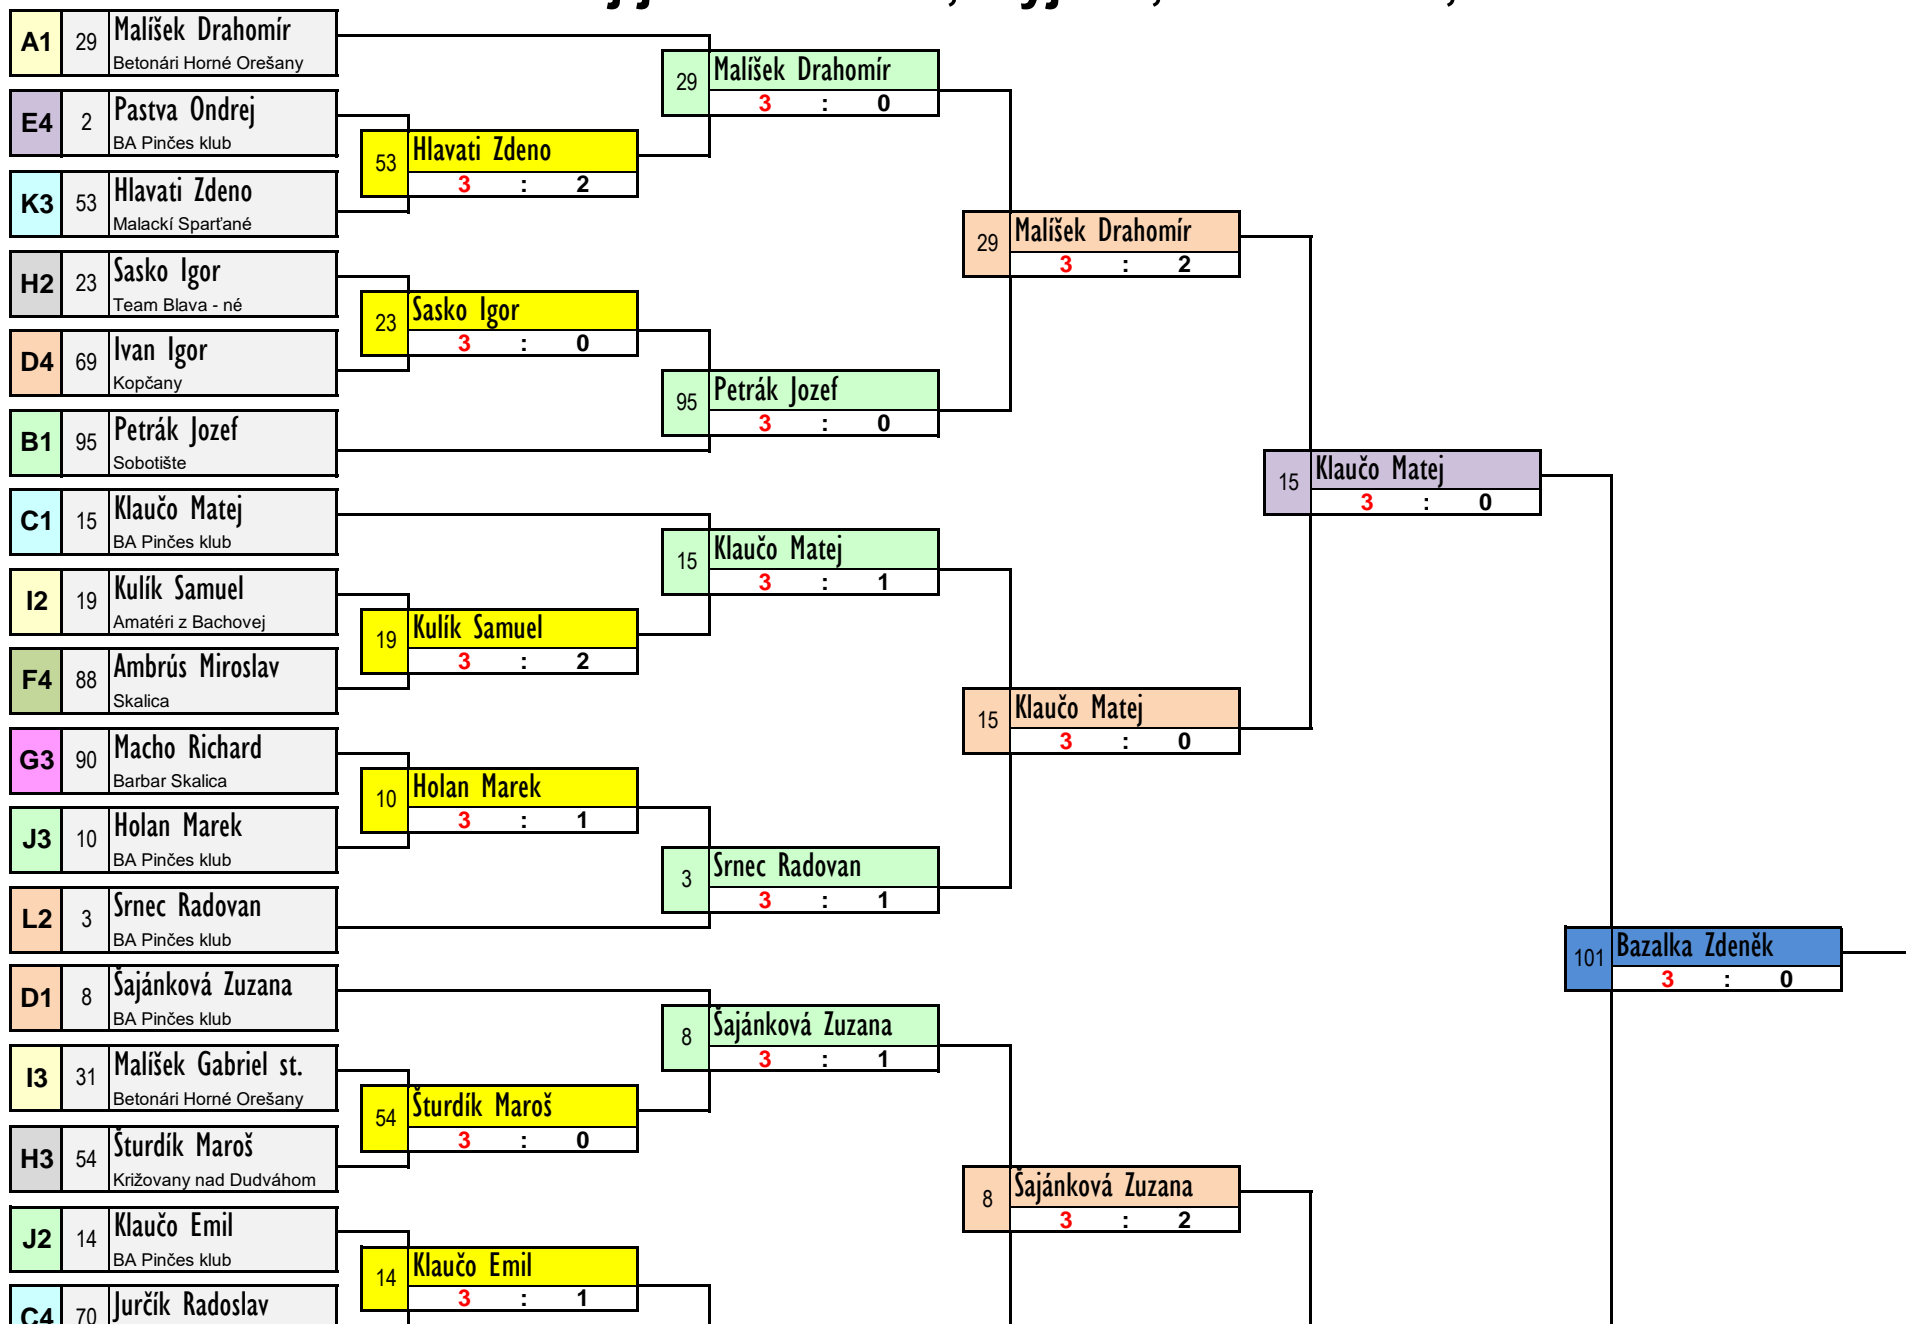 A1 29 Malíšek Drahomír
Betonári Horné Orešany
29 Malíšek Drahomír
3 : 0
E4 2 Pastva Ondrej
BA Pinčes klub
53 Hlavati Zdeno
3 : 2
K3 53 Hlavati Zdeno
Malackí Sparťané
29 Malíšek Drahomír
3 : 2
H2 23 Sasko Igor
Team Blava - né
23 Sasko Igor
3 : 0
D4 69 Ivan Igor
Kopčany
95 Petrák Jozef
3 : 0
B1 95 Petrák Jozef
Sobotište
15 Klaučo Matej
3 : 0
C1 15 Klaučo Matej
BA Pinčes klub
15 Klaučo Matej
3 : 1
I2 19 Kulík Samuel
Amatéri z Bachovej
19 Kulík Samuel
3 : 2
F4 88 Ambrús Miroslav
Skalica
15 Klaučo Matej
3 : 0
G3 90 Macho Richard
Barbar Skalica
10 Holan Marek
3 : 1
J3 10 Holan Marek
BA Pinčes klub
3 Srnec Radovan
3 : 1
L2 3 Srnec Radovan
BA Pinčes klub
101 Bazalka Zdeněk
3 : 0
D1 8 Šajánková Zuzana
BA Pinčes klub
8 Šajánková Zuzana
3 : 1
I3 31 Malíšek Gabriel st.
Betonári Horné Orešany
54 Šturdík Maroš
3 : 0
H3 54 Šturdík Maroš
Križovany nad Dudváhom
8 Šajánková Zuzana
3 : 2
J2 14 Klaučo Emil
BA Pinčes klub
14 Klaučo Emil
3 : 1
C4 70 Jurčík Radoslav